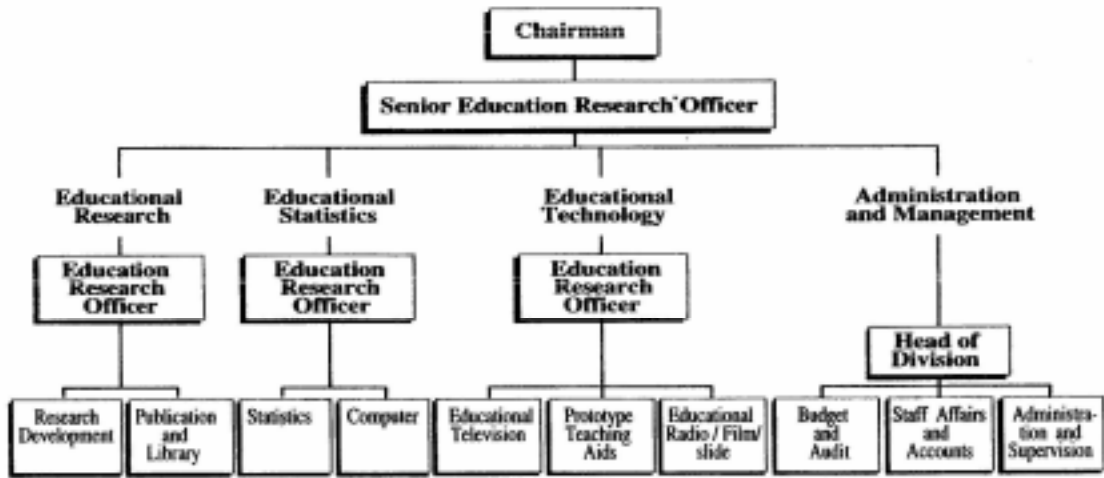 Chairman
Senior Education Research Officer
Educational
Research
Educational
Statistics
Educational
Technology
Administration
and Management
Education
Research
Officer
Education
Research
Officer
Education
Research
Officer
Head of
Division
Research
Development
Publication
and
Library
Statistics
Computer
Educational
Television
Prototype
Teaching
Aids
Educational
Radio / Film/
slide
Budget
and
Audit
Staff Affairs
and
Accounts
Administra-
tion and
Supervision